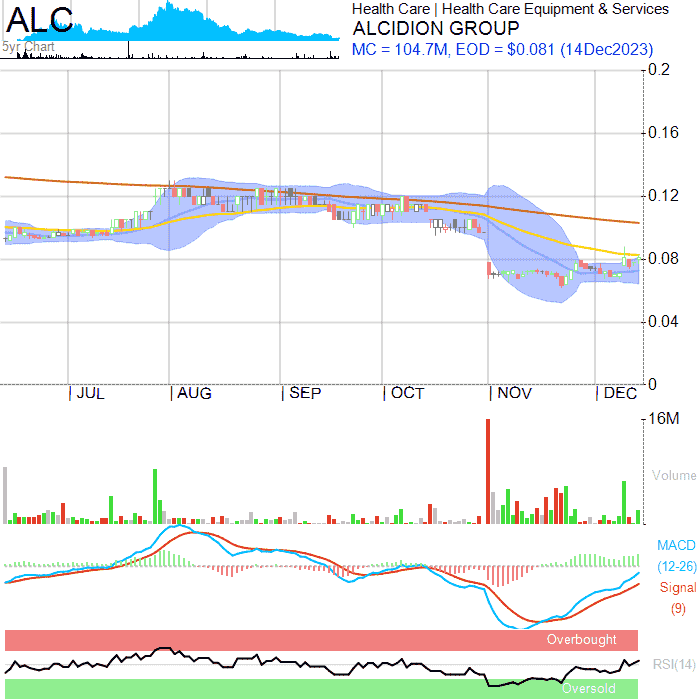 ALC
5yr Chart
Health Care | Health Care Equipment & Services
ALCIDION GROUP
MC = 104.7M, EOD = $0.081 (14Dec2023)
0.2
0.16
0.12
0.08
0.04
0
JUL AUG SEP OCT NOV DEC
16M
Volume
MACD
(12-26)
Signal
(9)
Overbought
RSI(14)
Oversold